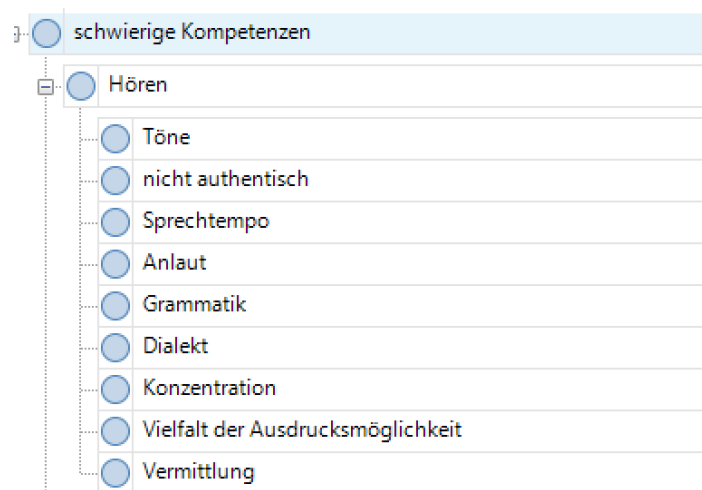 schwierige Kompetenzen
Hören
Töne
nicht authentisch
Sprechtempo
Anlaut
Grammatik
Dialekt
Konzentration
Vielfalt der Ausdrucksmöglichkeit
Vermittlung